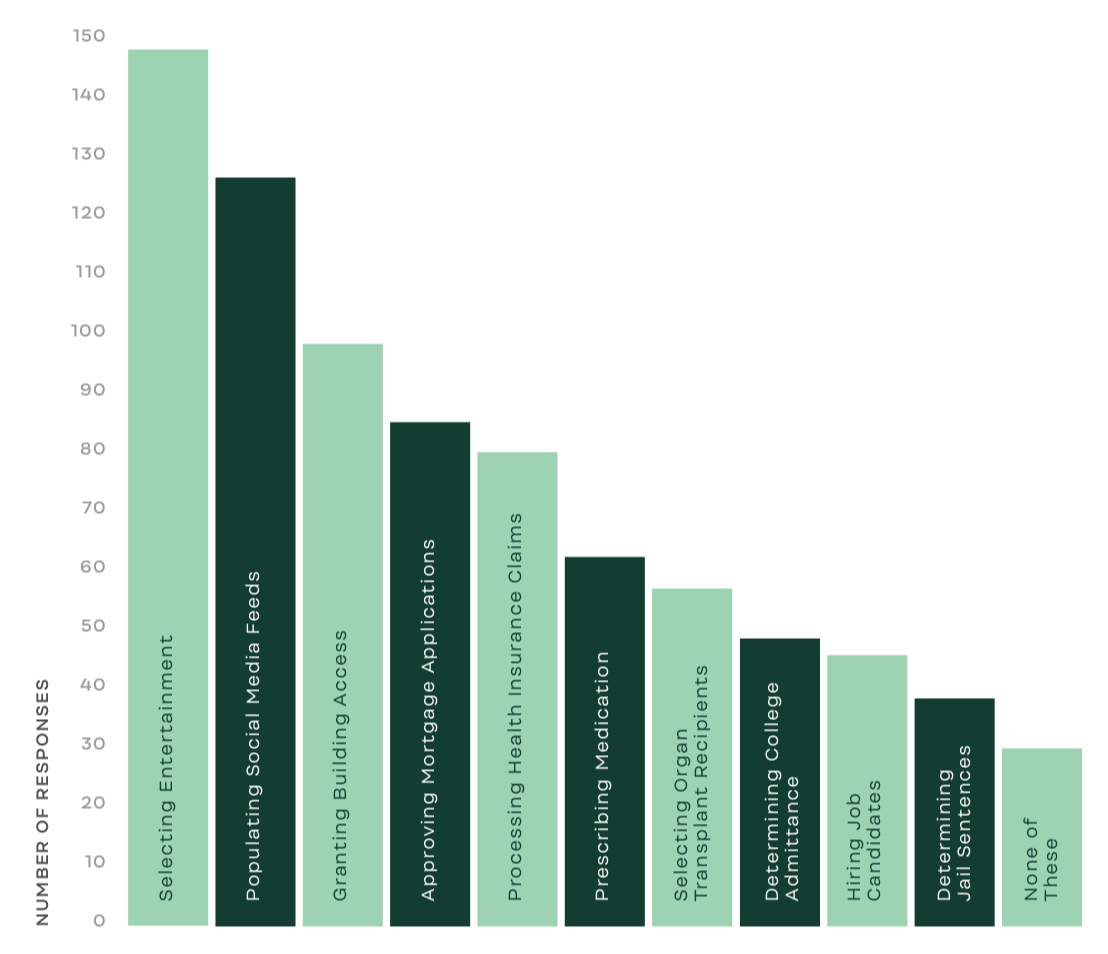 150
140
130
120
110
100
90
80
70
60
50
40
30
20
10
0
NUMBER OF RESPONSES
Selecting Entertainment
Populating Social Media Feeds
Granting Building Access
Approving Mortgage Applications
Processing Health Insurance Claims
Prescribing Medication
Selecting Organ
Transplant Recipients
Determining College
Admittance
Hiring Job
Candidates
Determining
Jail Sentences
None of
These